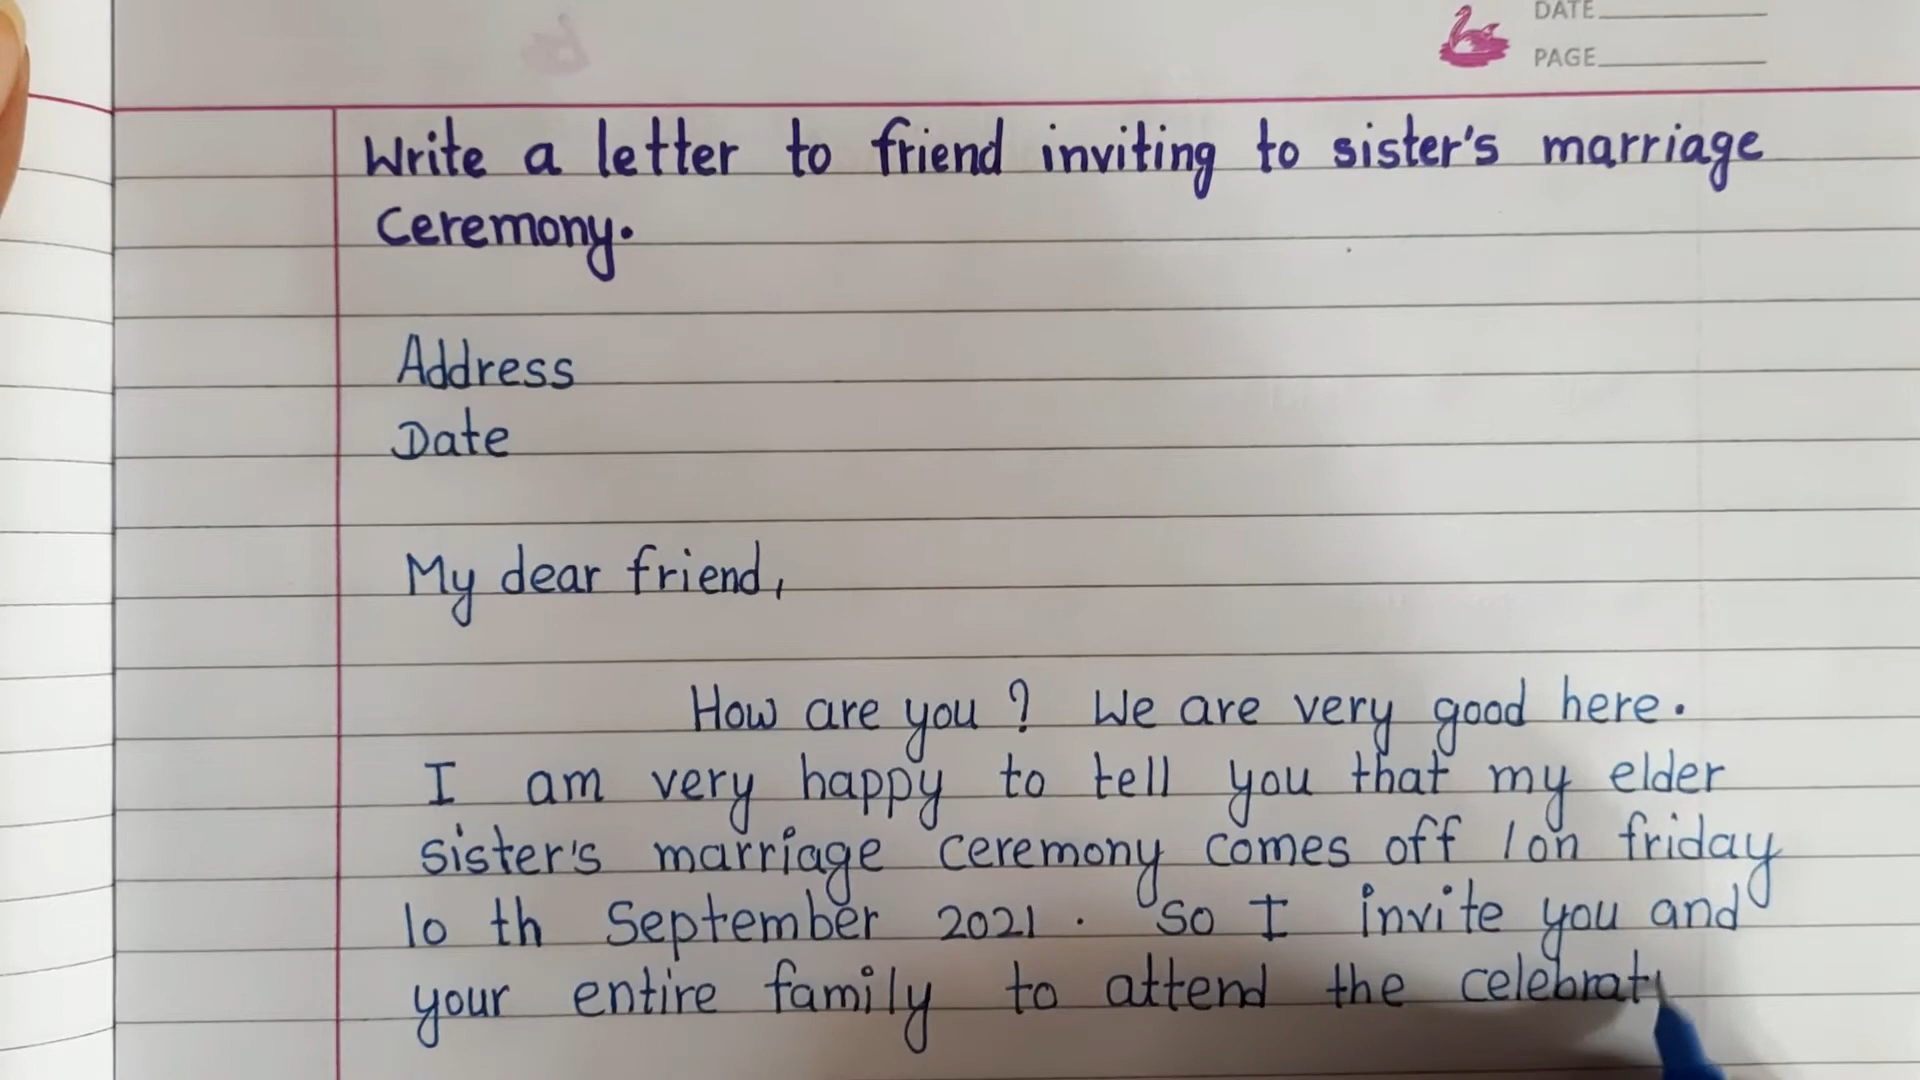 DATE
PAGE
Write a letter to friend inviting to sister's marriage
ceremony.
Address
Date
My dear friend,
How are you ? We are very good here.
I am very happy to tell you that my elder
sister's marriage ceremony comes off / on friday
10 th September 2021 . So I invite you and
your entire family to attend the celebrat